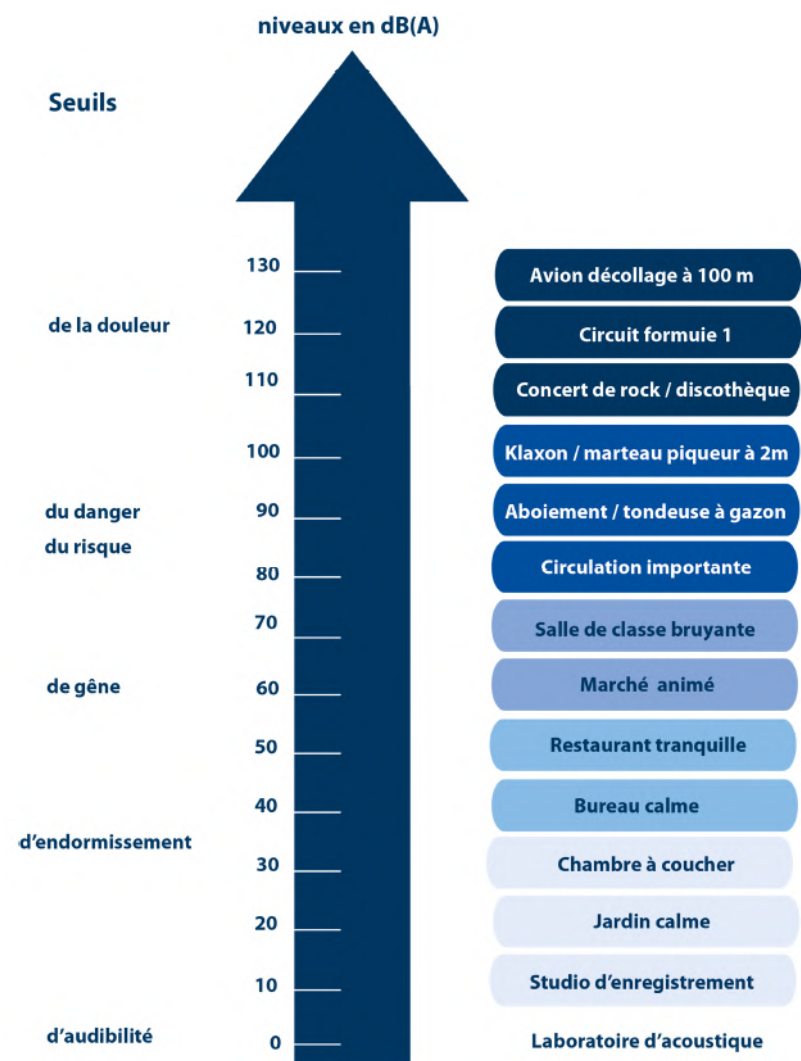 niveaux en dB(A)
Seuils
130
Avion décollage à 100 m
de la douleur
120
Circuit formuie 1
110
Concert de rock / discothèque
100
Klaxon / marteau piqueur à 2m
du danger
90
Aboiement / tondeuse à gazon
du risque
80
Circulation importante
70
Salle de classe bruyante
de gêne
60
Marché animé
50
Restaurant tranquille
40
Bureau calme
d'endormissement
30
Chambre à coucher
20
Jardin calme
10
Studio d'enregistrement
d'audibilité
0
Laboratoire d'acoustique